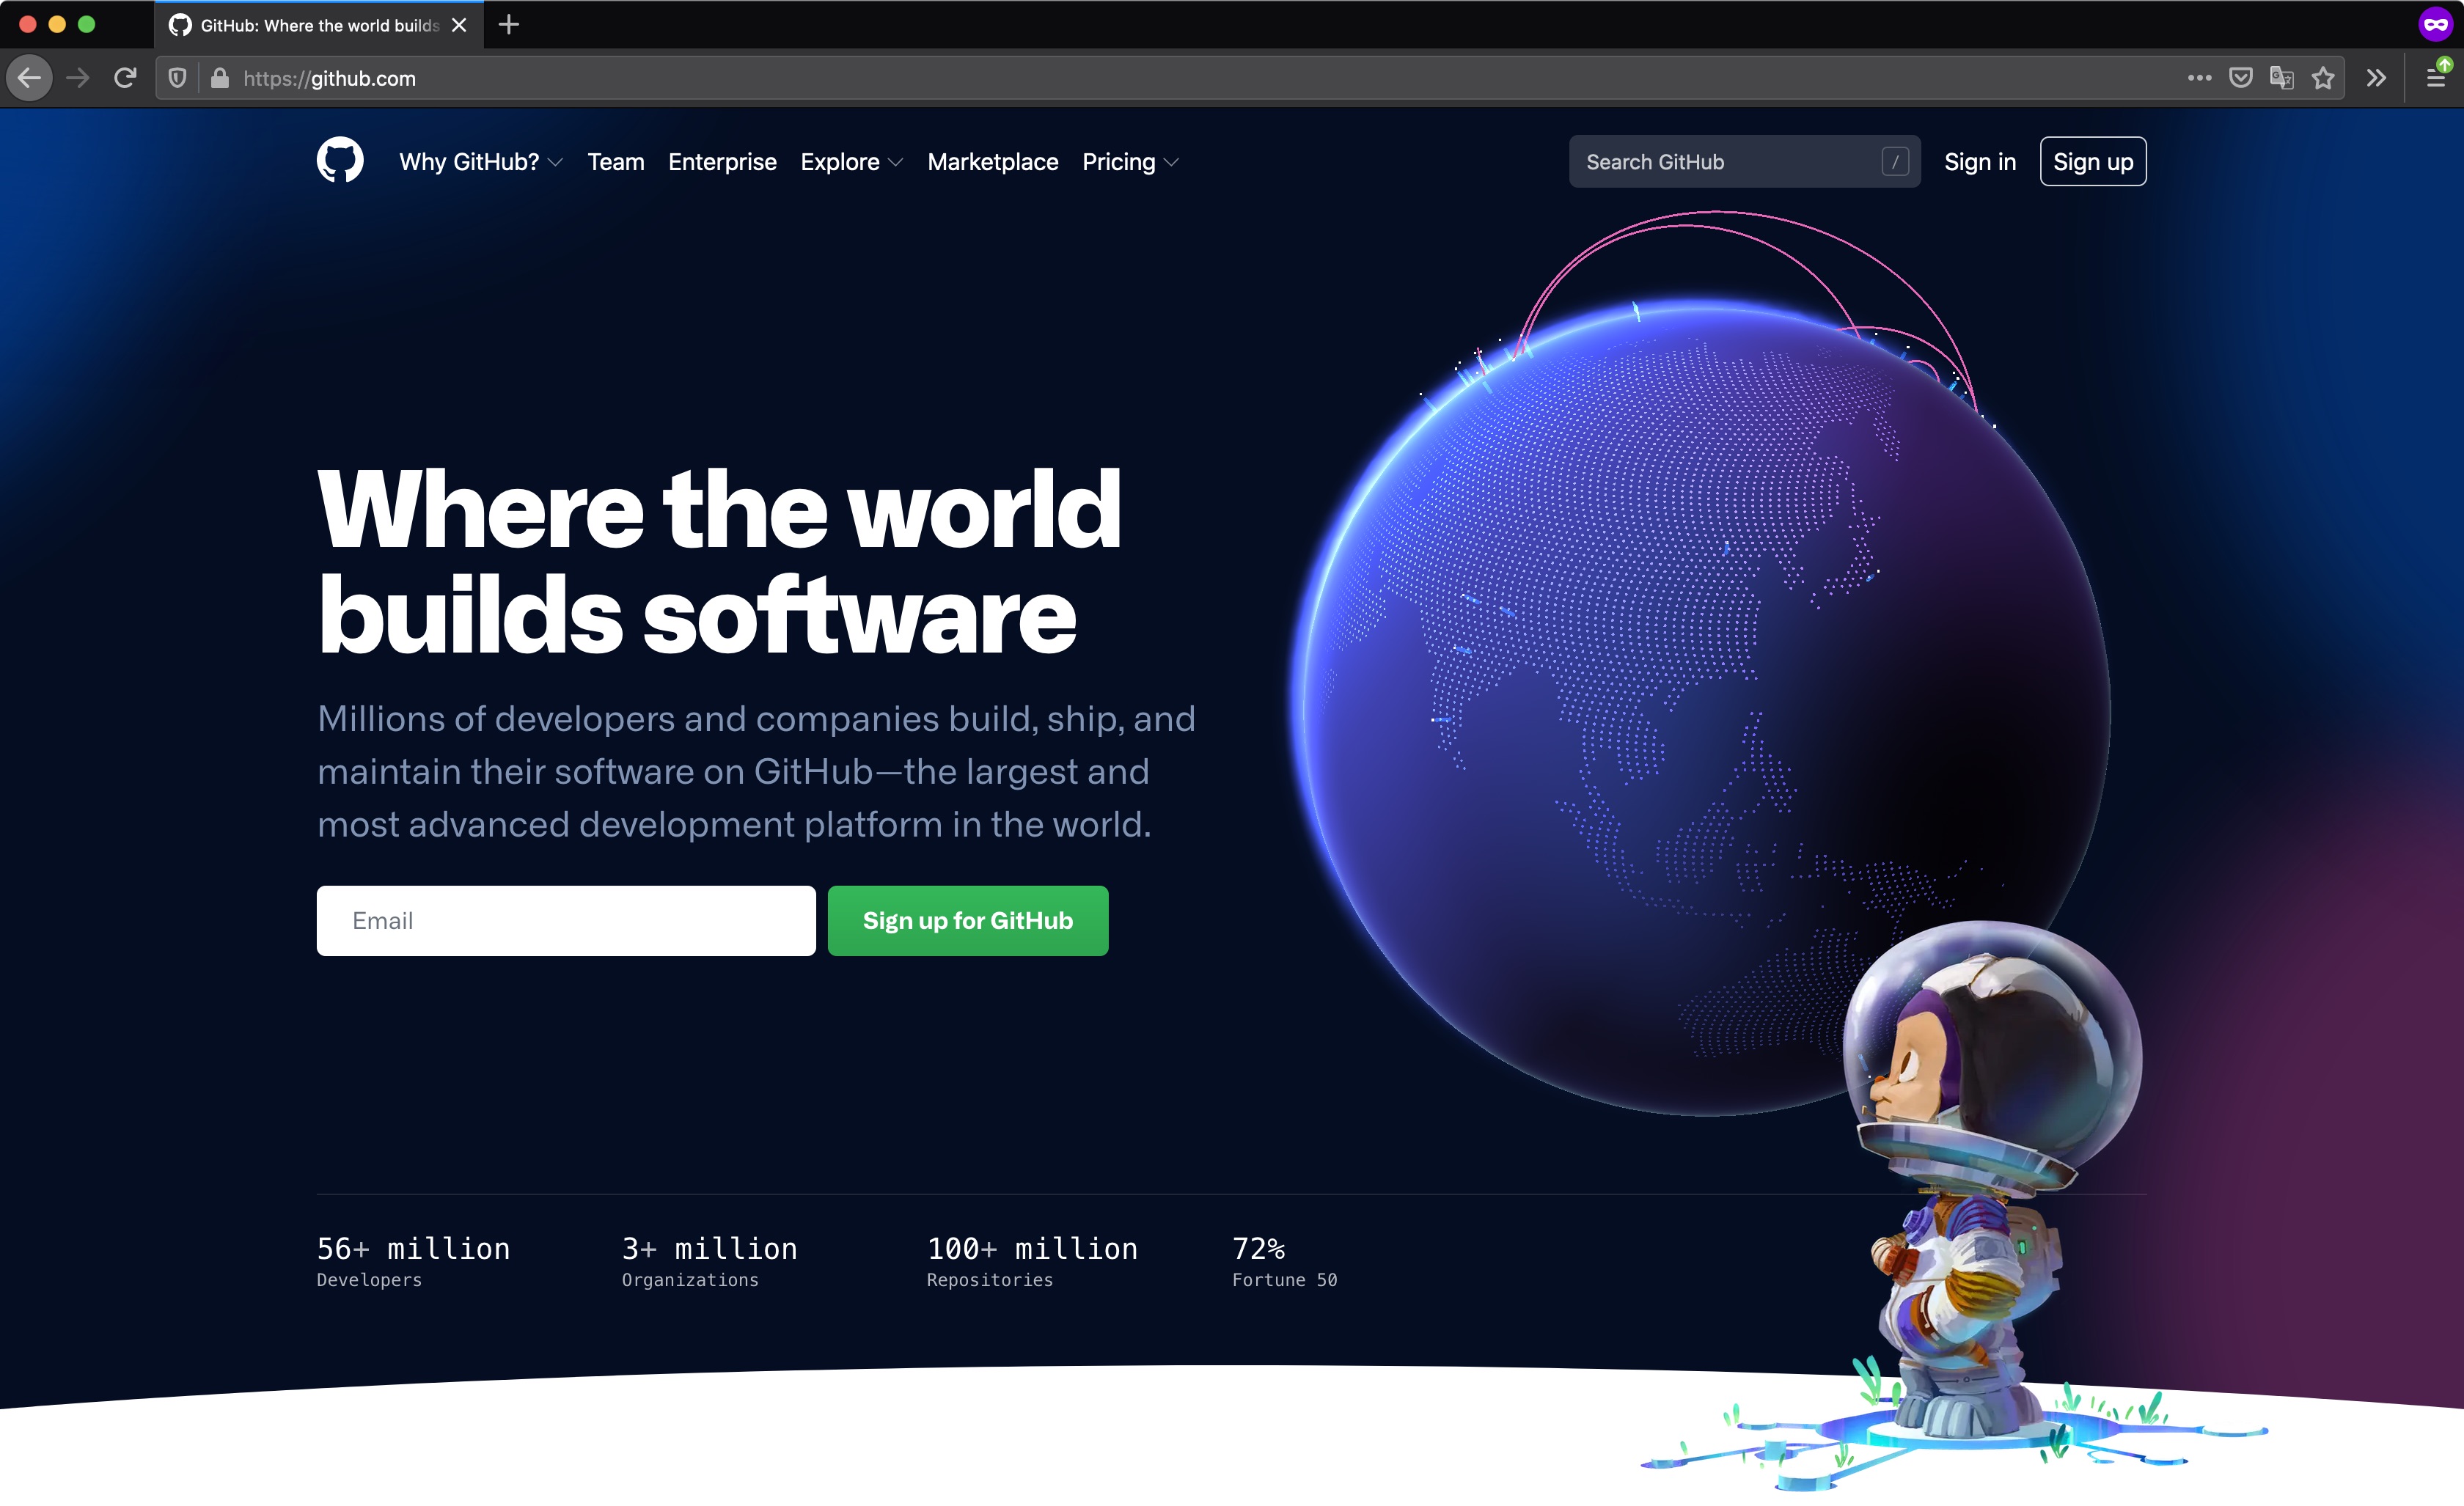 GitHub: Where the world builds
https://github.com
Why GitHub? Team Enterprise Explore Marketplace Pricing
Search GitHub /
Sign in
Sign up
Where the world
builds software
Millions of developers and companies build, ship, and
maintain their software on GitHub—the largest and
most advanced development platform in the world.
Email
Sign up for GitHub
56+ million
Developers
3+ million
Organizations
100+ million
Repositories
72%
Fortune 50